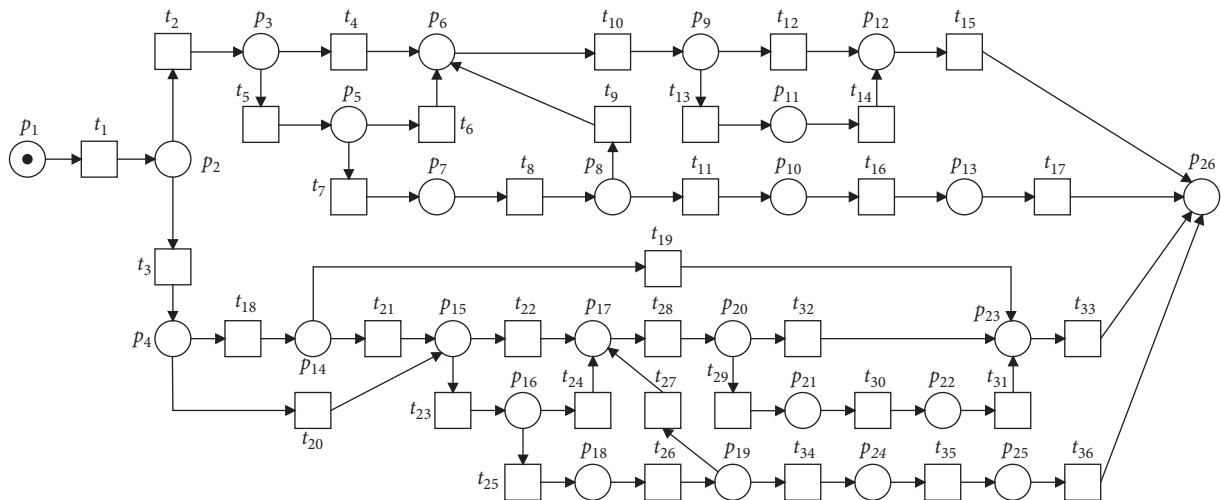 t2 p3 t4 p6 t10 p9 t12 p12 t15
t5 p5 t6 t9 t13 p11 t14
p1 t1 p2
t7 p7 t8 p8 t11 p10 t16 p13 t17 p26
t3 t19
p4 t18 p14 t21 p15 t22 p17 t28 p20 t32 p23 t33
t20 t23 p16 t24 t27 t29 p21 t30 p22 t31
t25 p18 t26 p19 t34 p24 t35 p25 t36